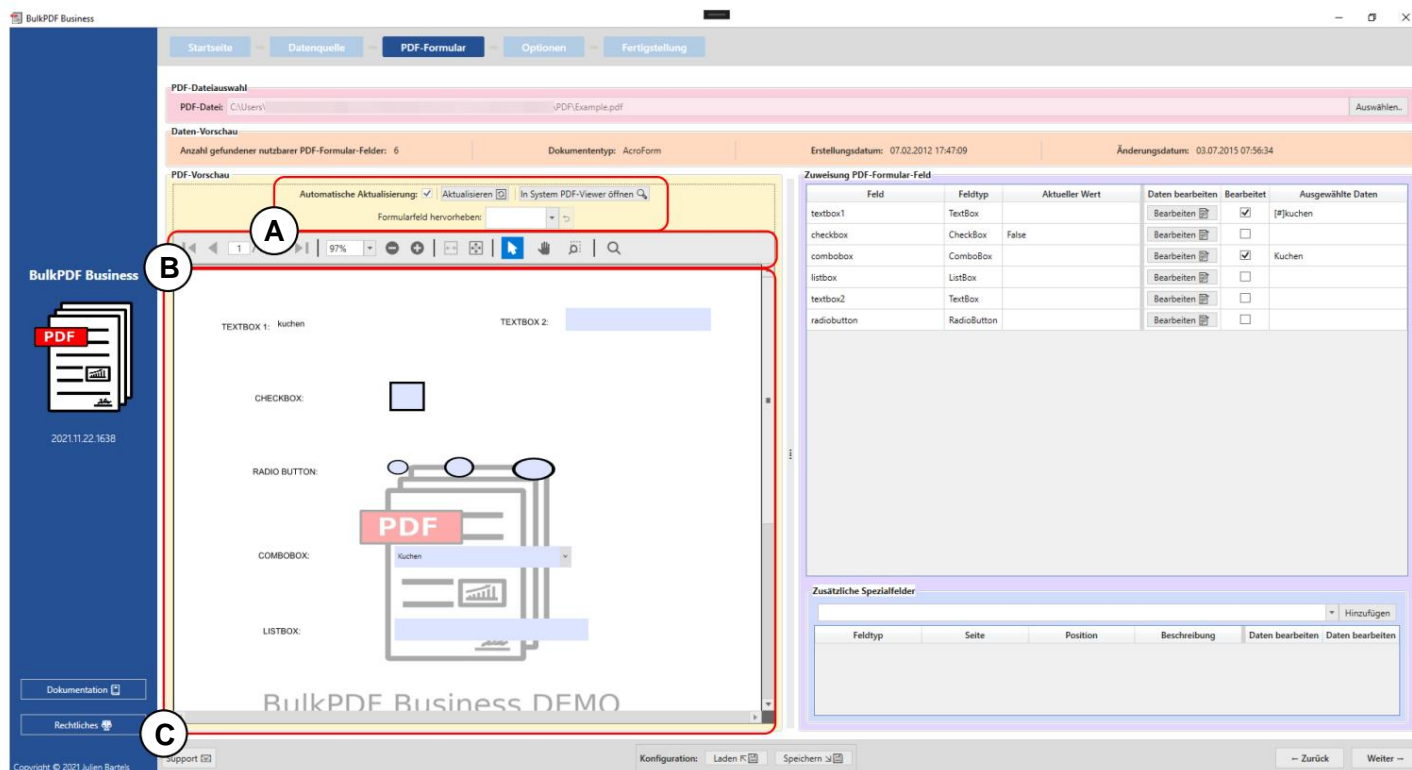 BulkPDF Business
Startseite Datenquelle PDF-Formular Optionen Fertigstellung
PDF-Dateiauswahl
PDF-Datei: C:\Users\ \PDF\Example.pdf Auswählen..
Daten-Vorschau
Anzahl gefundener nutzbarer PDF-Formular-Felder: 6 Dokumententyp: AcroForm Erstellungsdatum: 07.02.2012 17:47:09 Änderungsdatum: 03.07.2015 07:56:34
PDF-Vorschau
Automatische Aktualisierung: Aktualisieren In System PDF-Viewer öffnen
Formularfeld hervorheben:
A
1 97%
B
TEXTBOX 1: kuchen TEXTBOX 2:
CHECKBOX:
RADIO BUTTON:
PDF
COMBOBOX: Kuchen
LISTBOX:
BulkPDF Business DEMO
C
Zuweisung PDF-Formular-Feld
Feld Feldtyp Aktueller Wert Daten bearbeiten Bearbeitet Ausgewählte Daten
textbox1 TextBox Bearbeiten [#]kuchen
checkbox CheckBox False Bearbeiten
combobox ComboBox Bearbeiten Kuchen
listbox ListBox Bearbeiten
textbox2 TextBox Bearbeiten
radiobutton RadioButton Bearbeiten
Zusätzliche Spezialfelder
Hinzufügen
Feldtyp Seite Position Beschreibung Daten bearbeiten Daten bearbeiten
BulkPDF Business
PDF
2021.11.22.1638
Dokumentation
Rechtliches
Copyright © 2021 Julien Bartels
Support Konfiguration: Laden Speichern Zurück Weiter